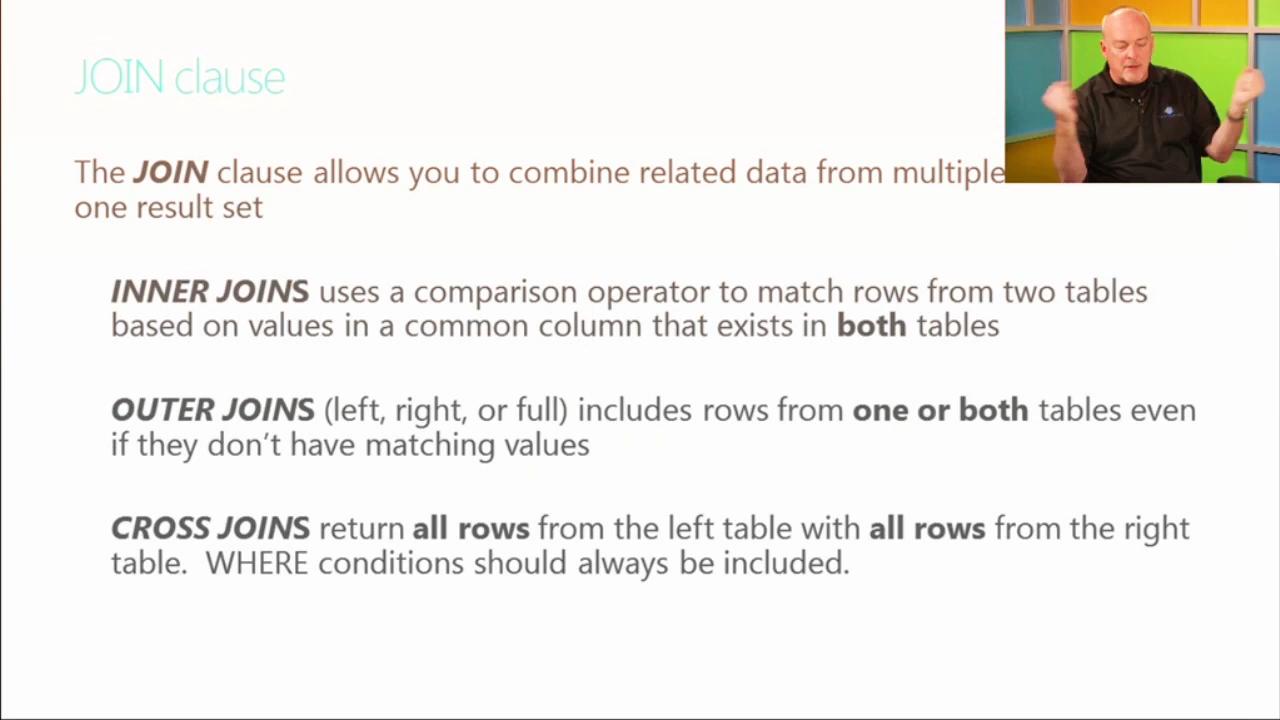 JOIN clause
The JOIN clause allows you to combine related data from multiple
one result set
INNER JOINS uses a comparison operator to match rows from two tables
based on values in a common column that exists in both tables
OUTER JOINS (left, right, or full) includes rows from one or both tables even
if they don’t have matching values
CROSS JOINS return all rows from the left table with all rows from the right
table.  WHERE conditions should always be included.